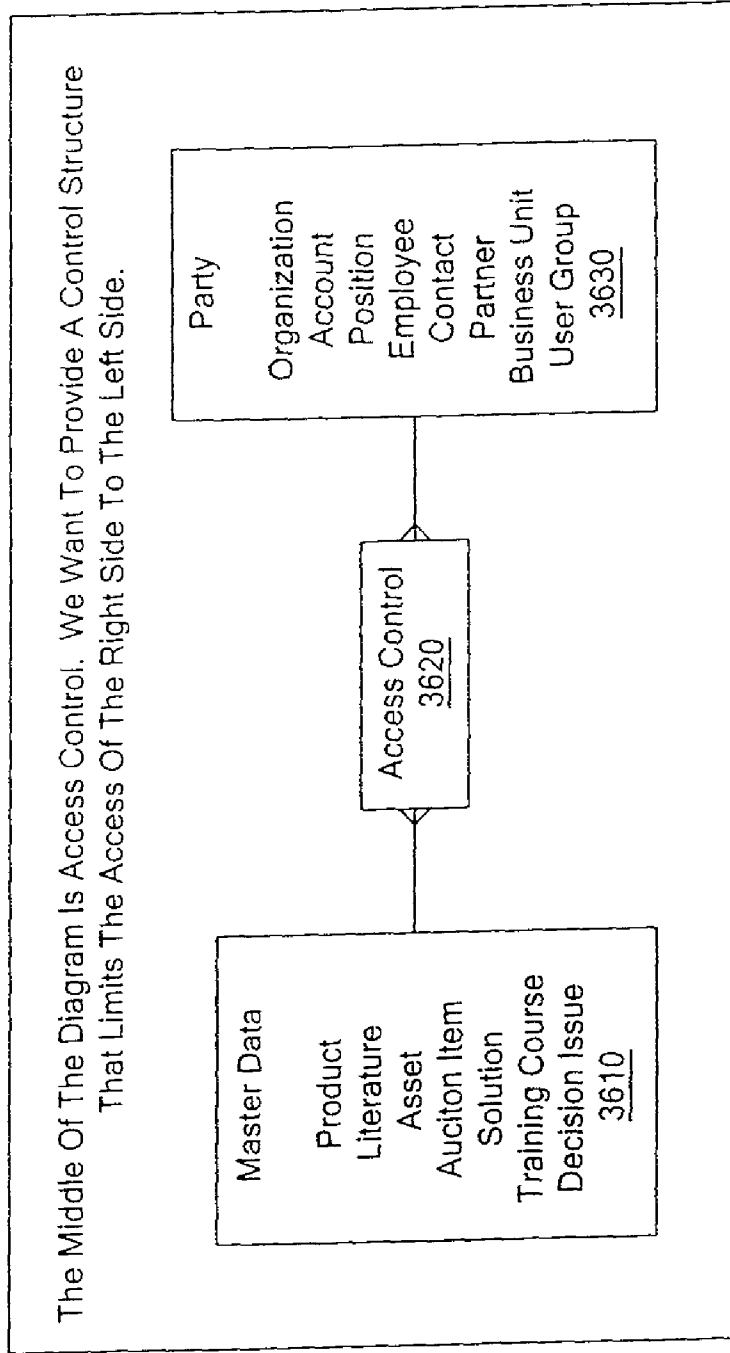 The Middle Of The Diagram Is Access Control. We Want To Provide A Control Structure
That Limits The Access Of The Right Side To The Left Side.
Master Data
Product
Literature
Asset
Auciton Item
Solution
Training Course
Decision Issue
3610
Access Control
3620
Party
Organization
Account
Position
Employee
Contact
Partner
Business Unit
User Group
3630